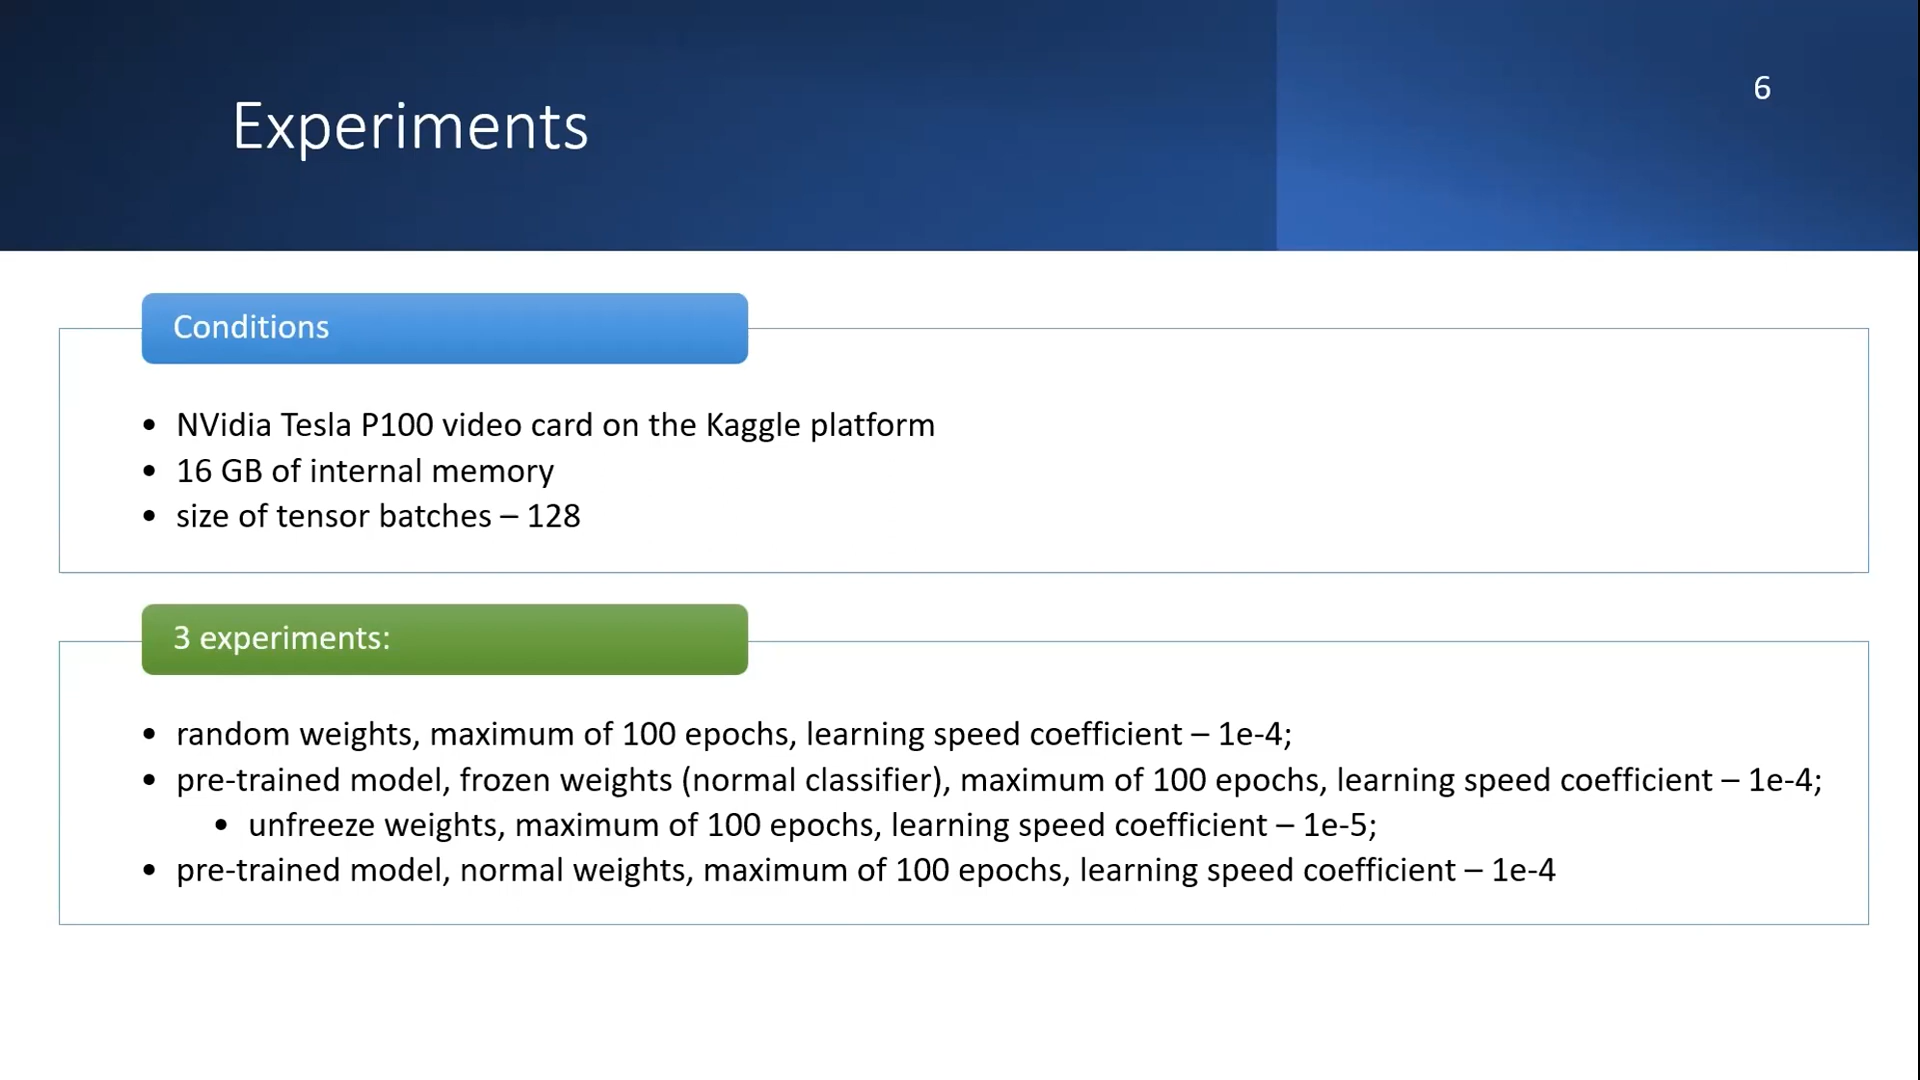 Experiments
6
Conditions
• NVidia Tesla P100 video card on the Kaggle platform
• 16 GB of internal memory
• size of tensor batches – 128
3 experiments:
• random weights, maximum of 100 epochs, learning speed coefficient – 1e-4;
• pre-trained model, frozen weights (normal classifier), maximum of 100 epochs, learning speed coefficient – 1e-4;
• unfreeze weights, maximum of 100 epochs, learning speed coefficient – 1e-5;
• pre-trained model, normal weights, maximum of 100 epochs, learning speed coefficient – 1e-4